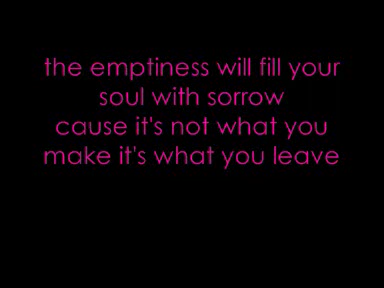 the emptiness will fill your
soul with sorrow
cause it's not what you
make it's what you leave